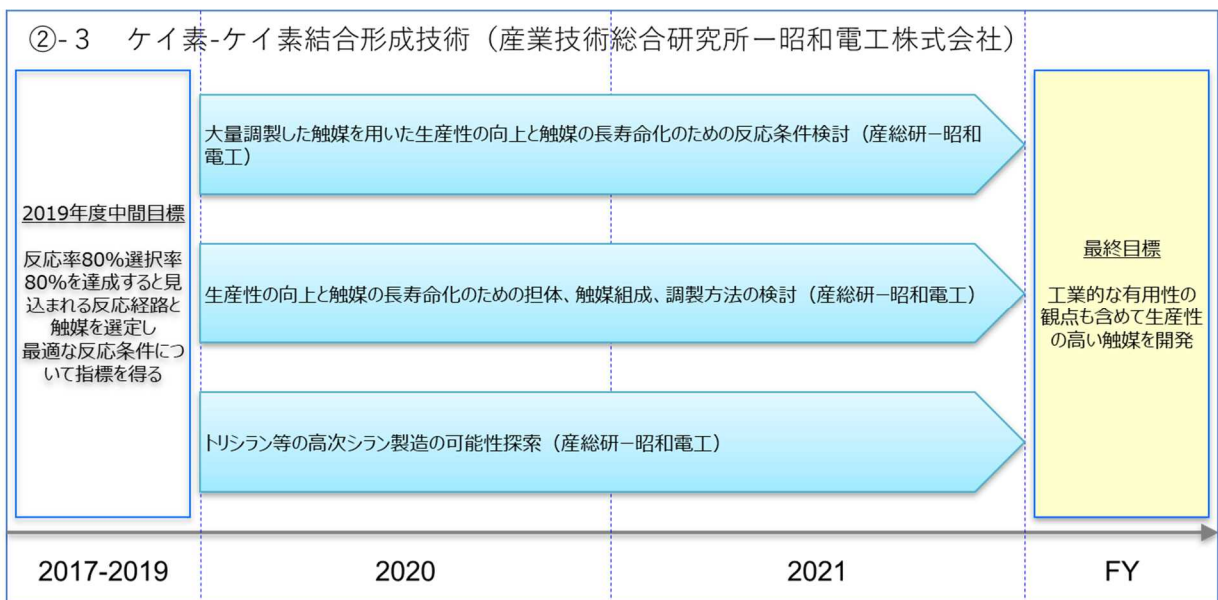 ②-３　ケイ素-ケイ素結合形成技術（産業技術総合研究所－昭和電工株式会社）
2019年度中間目標
反応率80%選択率
80%を達成すると見
込まれる反応経路と
触媒を選定し
最適な反応条件につ
いて指標を得る
大量調製した触媒を用いた生産性の向上と触媒の長寿命化のための反応条件検討（産総研－昭和
電工）
生産性の向上と触媒の長寿命化のための担体、触媒組成、調製方法の検討（産総研－昭和電工）
トリシラン等の高次シラン製造の可能性探索（産総研－昭和電工）
最終目標
工業的な有用性の
観点も含めて生産性
の高い触媒を開発
2017-2019
2020
2021
FY